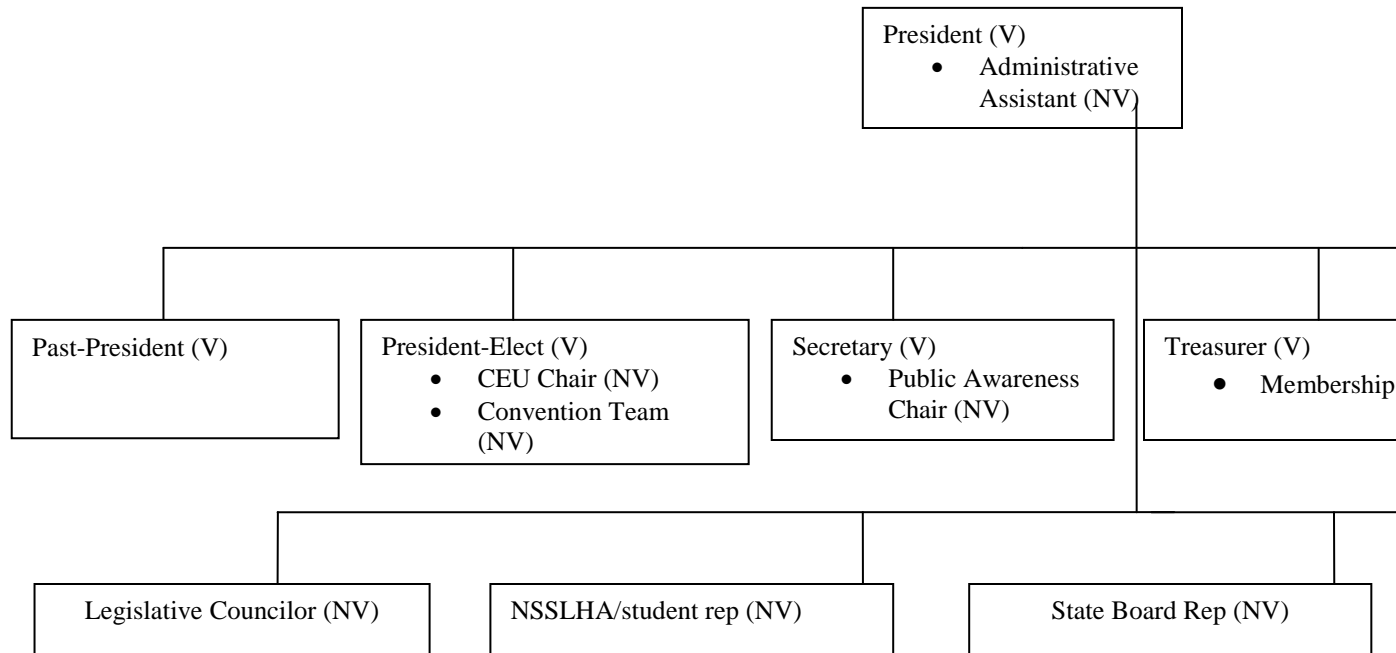 President (V)
• Administrative
Assistant (NV)
Past-President (V)
President-Elect (V)
• CEU Chair (NV)
• Convention Team
(NV)
Secretary (V)
• Public Awareness
Chair (NV)
Treasurer (V)
• Membership
Legislative Councilor (NV)
NSSLHA/student rep (NV)
State Board Rep (NV)